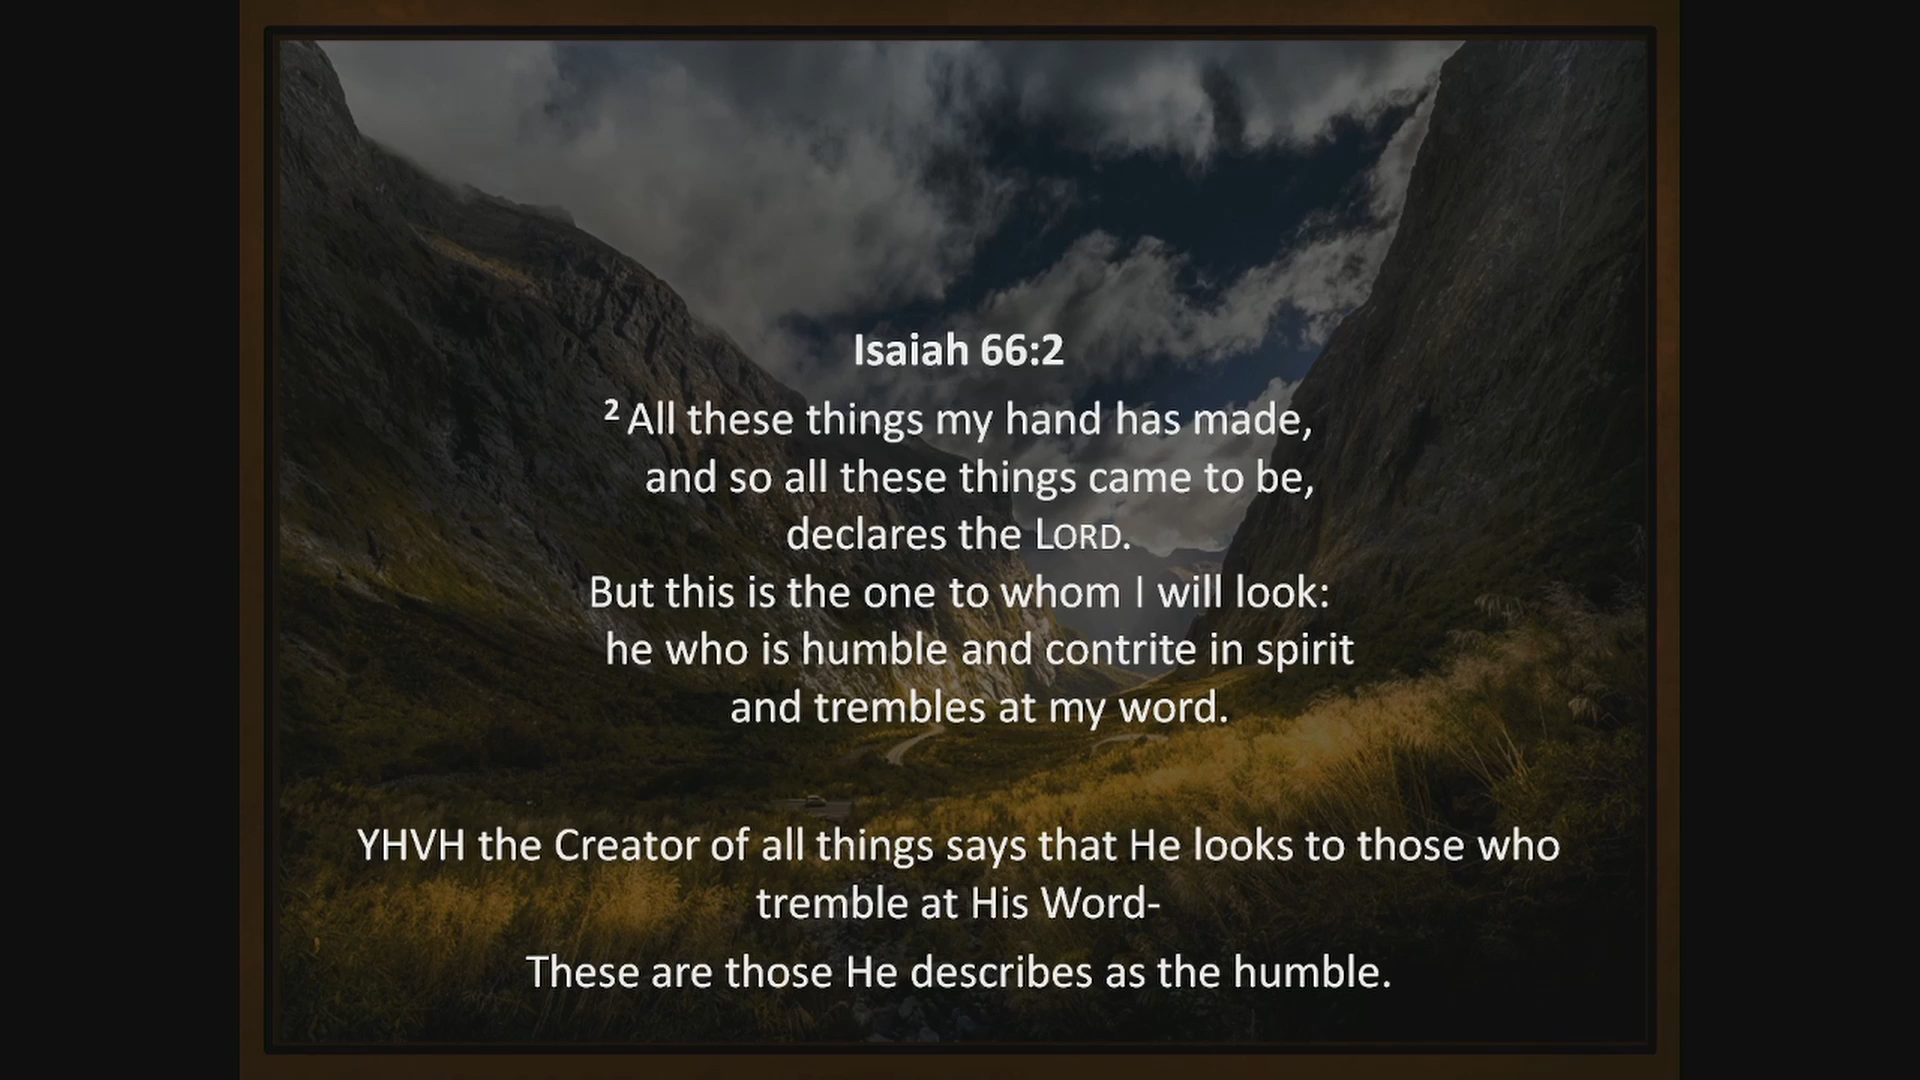 Isaiah 66:2
² All these things my hand has made,
and so all these things came to be,
declares the LORD.
But this is the one to whom I will look:
he who is humble and contrite in spirit
and trembles at my word.
YHVH the Creator of all things says that He looks to those who
tremble at His Word-
These are those He describes as the humble.